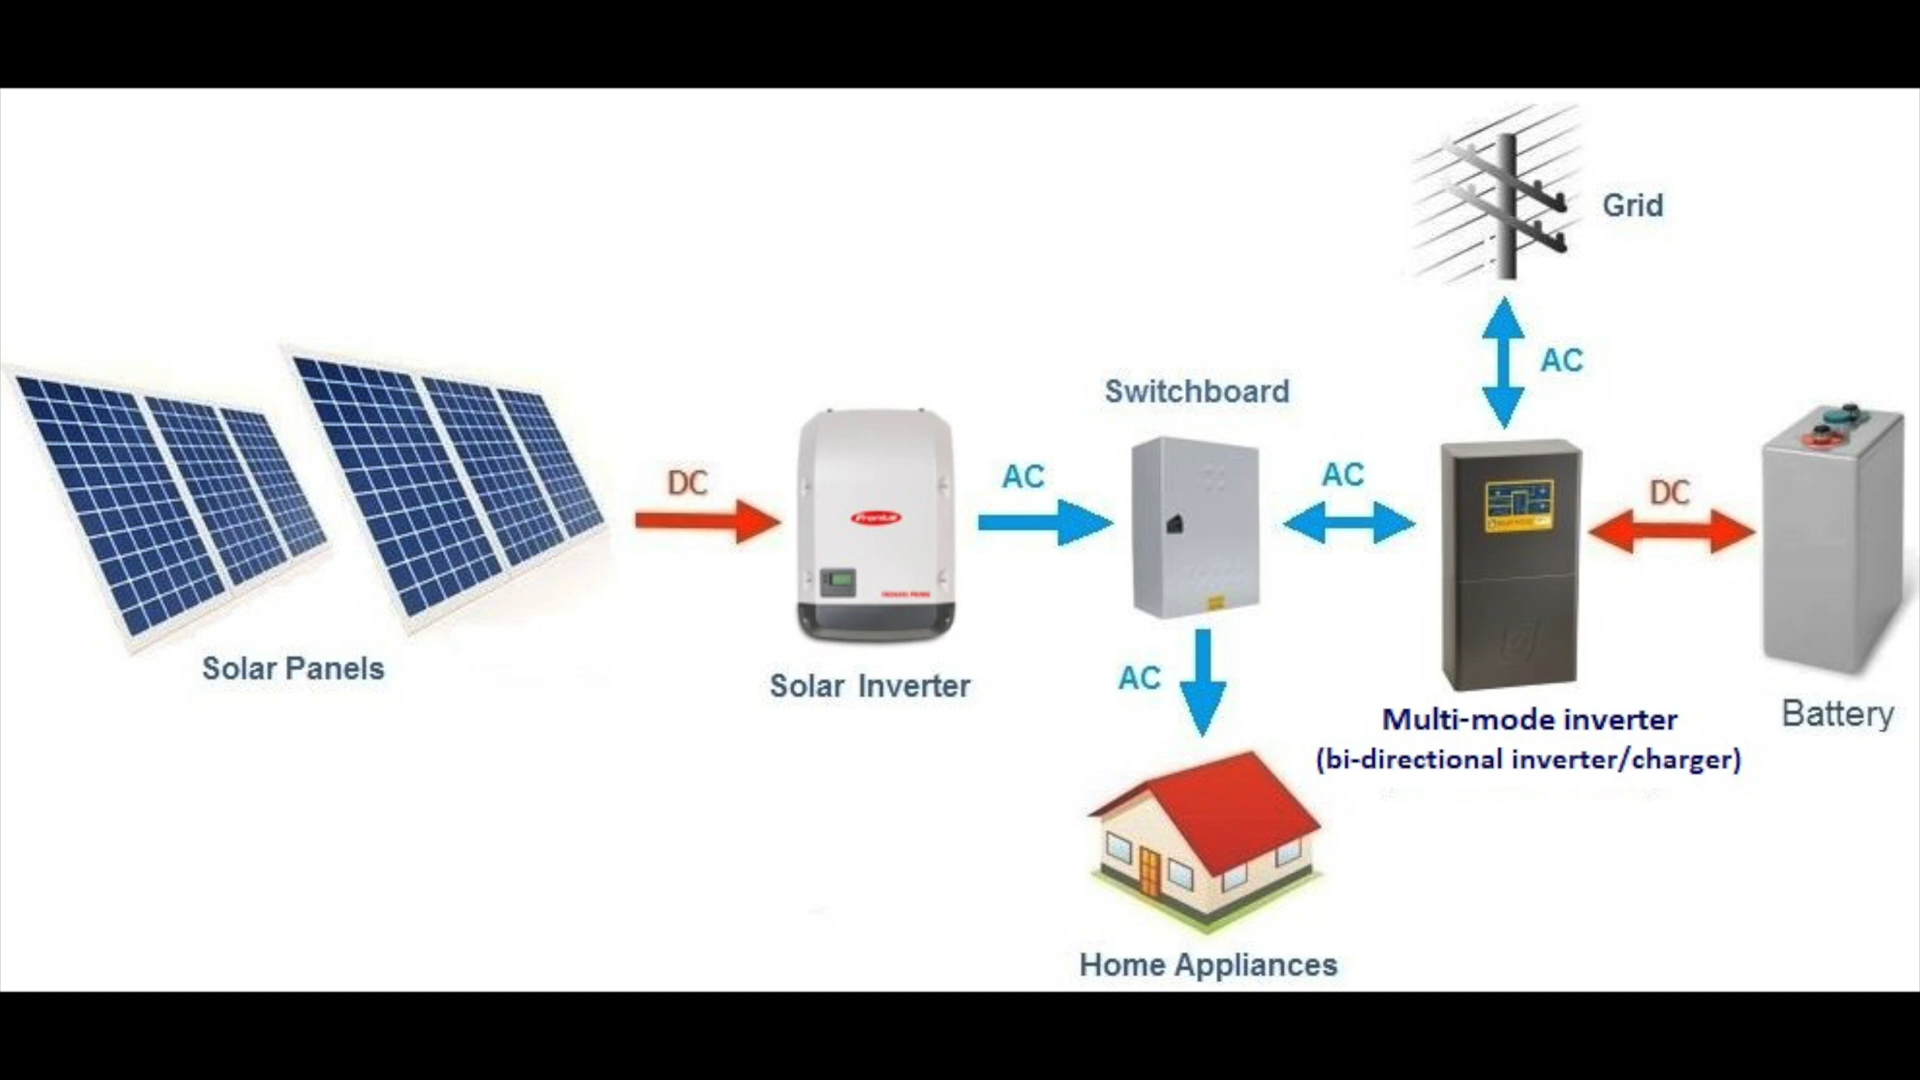 Grid
AC
Switchboard
DC
AC
AC
DC
Fronius
Solar Panels
Solar Inverter
AC
Multi-mode inverter
(bi-directional inverter/charger)
Battery
Home Appliances